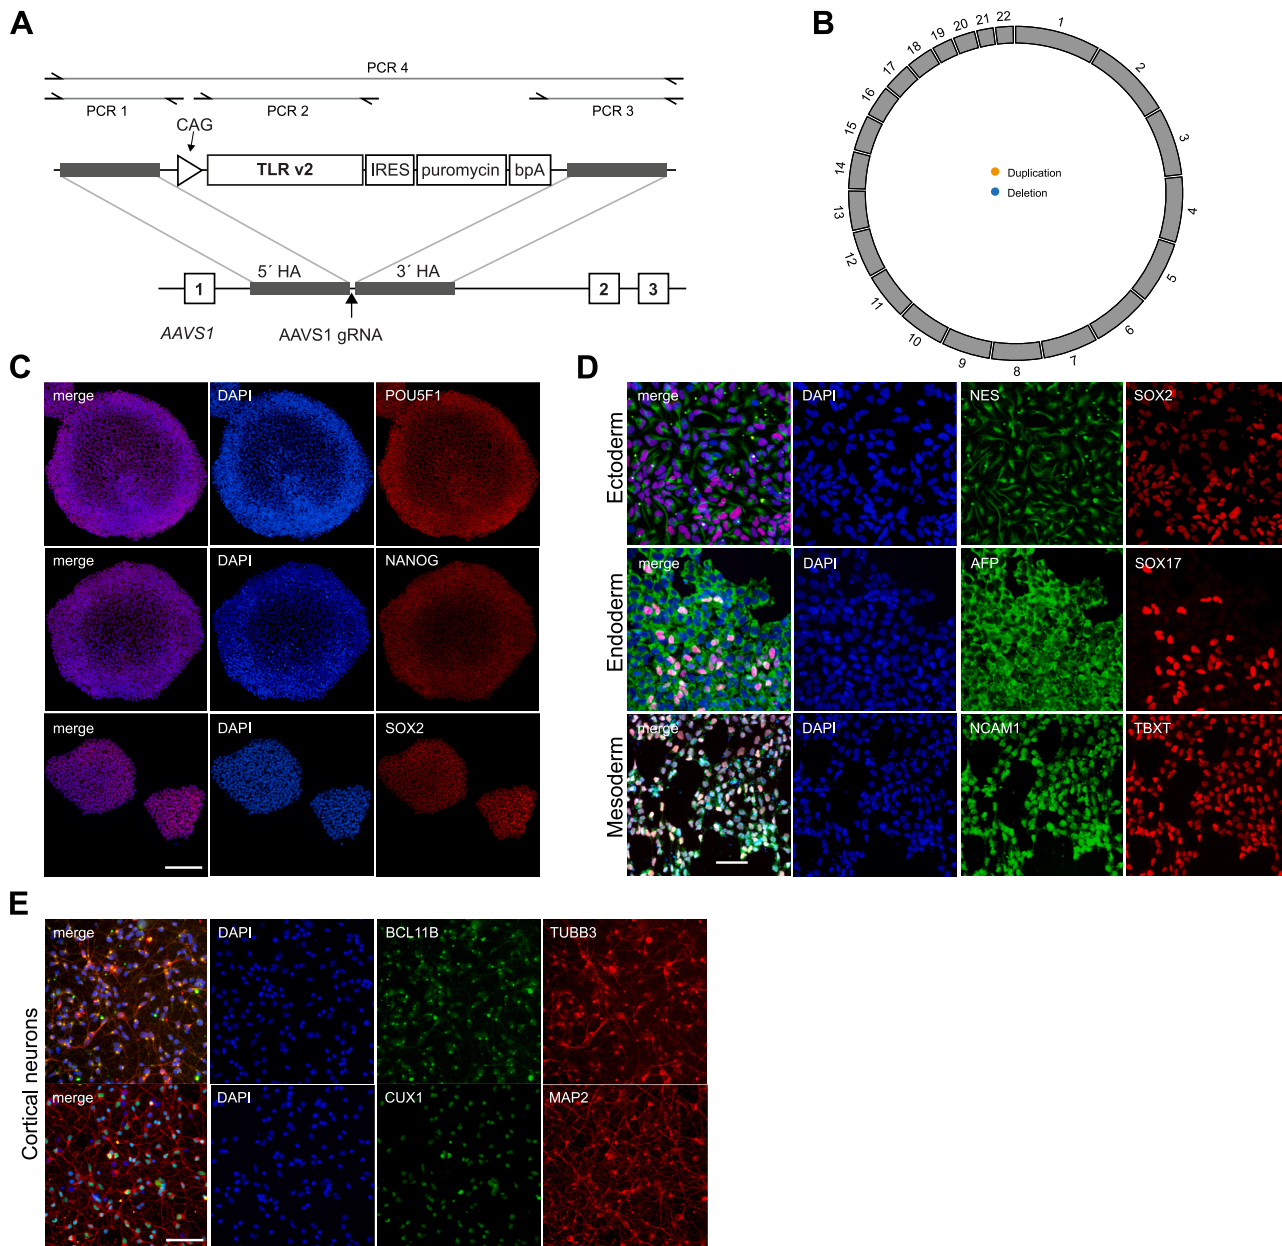 A
PCR 4
PCR 1
PCR 2
PCR 3
CAG
TLR v2
IRES
puromycin
bpA
5´ HA
3´ HA
1
2
3
AAVS1
AAVS1 gRNA
B
1
2
3
4
5
6
7
8
9
10
11
12
13
14
15
16
17
18
19
20
21
22
Duplication
Deletion
C
merge
DAPI
POU5F1
merge
DAPI
NANOG
merge
DAPI
SOX2
D
Ectoderm
merge
DAPI
NES
SOX2
Endoderm
merge
DAPI
AFP
SOX17
Mesoderm
merge
DAPI
NCAM1
TBXT
E
Cortical neurons
merge
DAPI
BCL11B
TUBB3
merge
DAPI
CUX1
MAP2